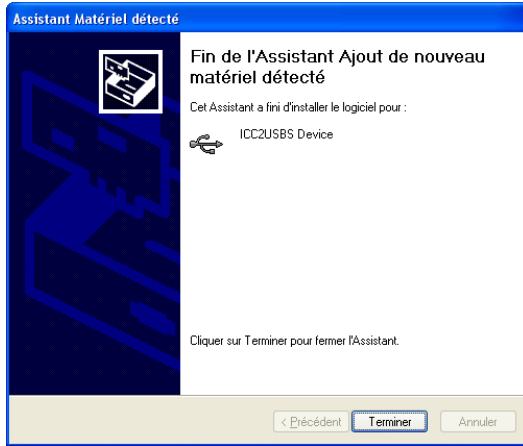 Assistant Matériel détecté
Fin de l'Assistant Ajout de nouveau
matériel détecté
Cet Assistant a fini d'installer le logiciel pour :
ICC2USBS Device
Cliquer sur Terminer pour fermer l'Assistant.
< Précédent Terminer Annuler